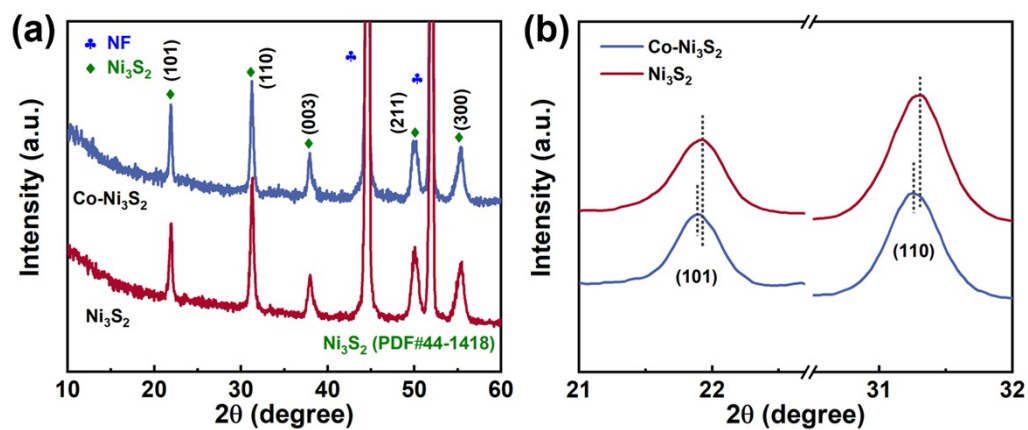 (a)
♣ NF
♦ Ni₃S₂
(101)
(110)
(003)
(211)
(300)
Co-Ni₃S₂
Ni₃S₂
Ni₃S₂ (PDF#44-1418)
Intensity (a.u.)
10 20 30 40 50 60
2θ (degree)
(b)
Co-Ni₃S₂
Ni₃S₂
(101)
(110)
Intensity (a.u.)
21 22 31 32
2θ (degree)